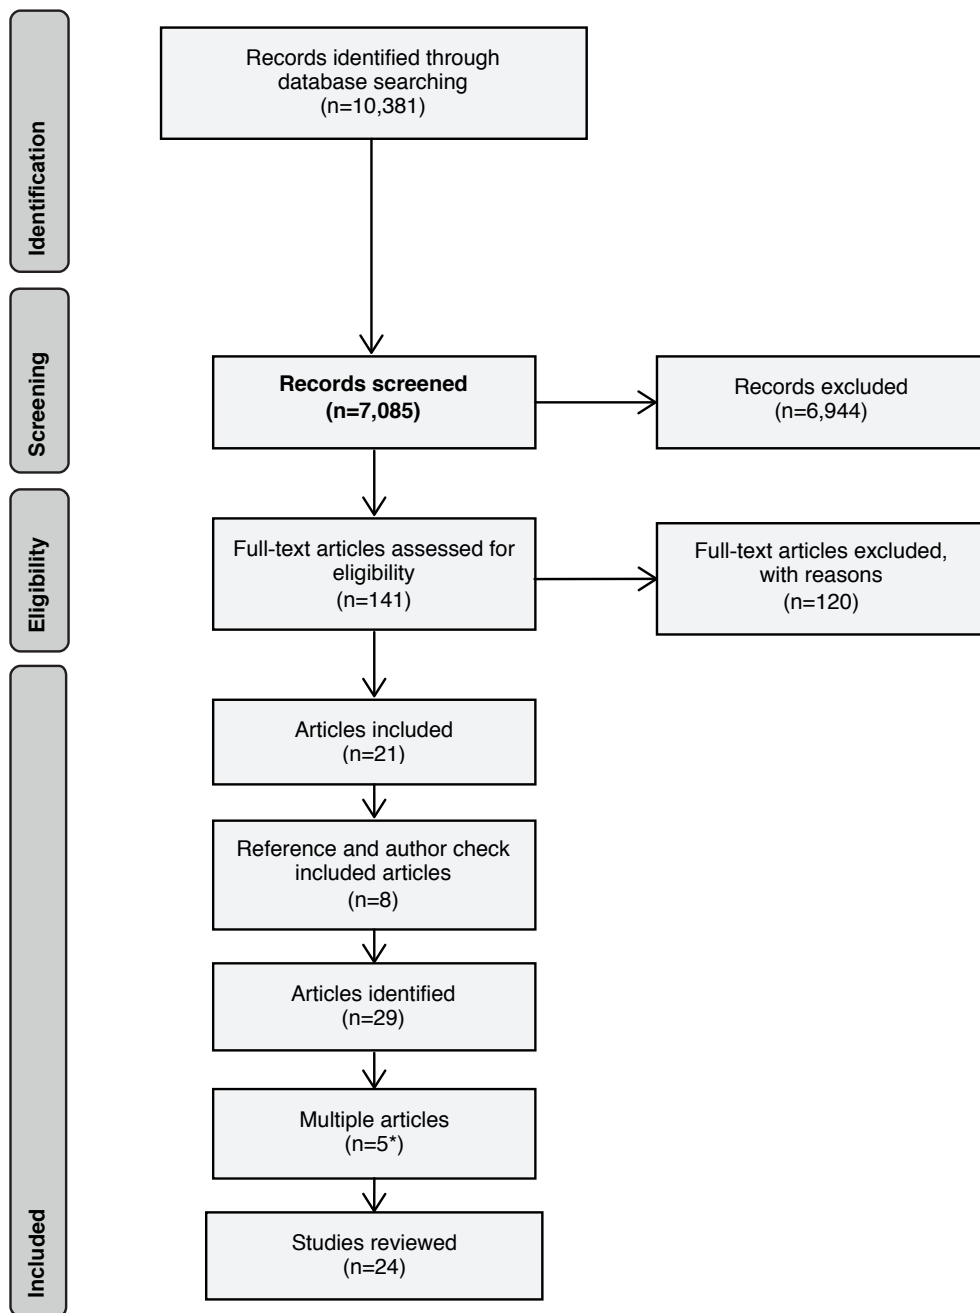 Identification
Records identified through
database searching
(n=10,381)
Screening
Records screened
(n=7,085)
Records excluded
(n=6,944)
Eligibility
Full-text articles assessed for
eligibility
(n=141)
Full-text articles excluded,
with reasons
(n=120)
Included
Articles included
(n=21)
Reference and author check
included articles
(n=8)
Articles identified
(n=29)
Multiple articles
(n=5*)
Studies reviewed
(n=24)